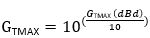 G_TMAX = 10^(G_TMAX (dBd)/10)